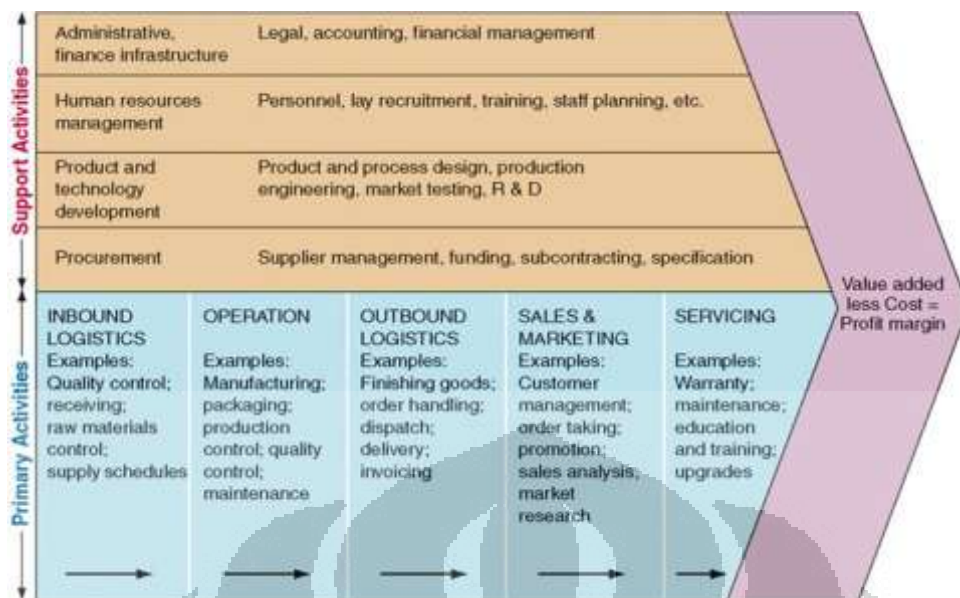 Support Activities
Administrative,
finance infrastructure
Legal, accounting, financial management
Human resources
management
Personnel, lay recruitment, training, staff planning, etc.
Product and
technology
development
Product and process design, production
engineering, market testing, R & D
Procurement
Supplier management, funding, subcontracting, specification
Primary Activities
INBOUND
LOGISTICS
Examples:
Quality control;
receiving;
raw materials
control;
supply schedules
OPERATION
Examples:
Manufacturing;
packaging;
production
control; quality
control;
maintenance
OUTBOUND
LOGISTICS
Examples:
Finishing goods;
order handling;
dispatch;
delivery;
invoicing
SALES &
MARKETING
Examples:
Customer
management;
order taking;
promotion;
sales analysis;
market
research
SERVICING
Examples:
Warranty;
maintenance;
education
and training;
upgrades
Value added
less Cost =
Profit margin